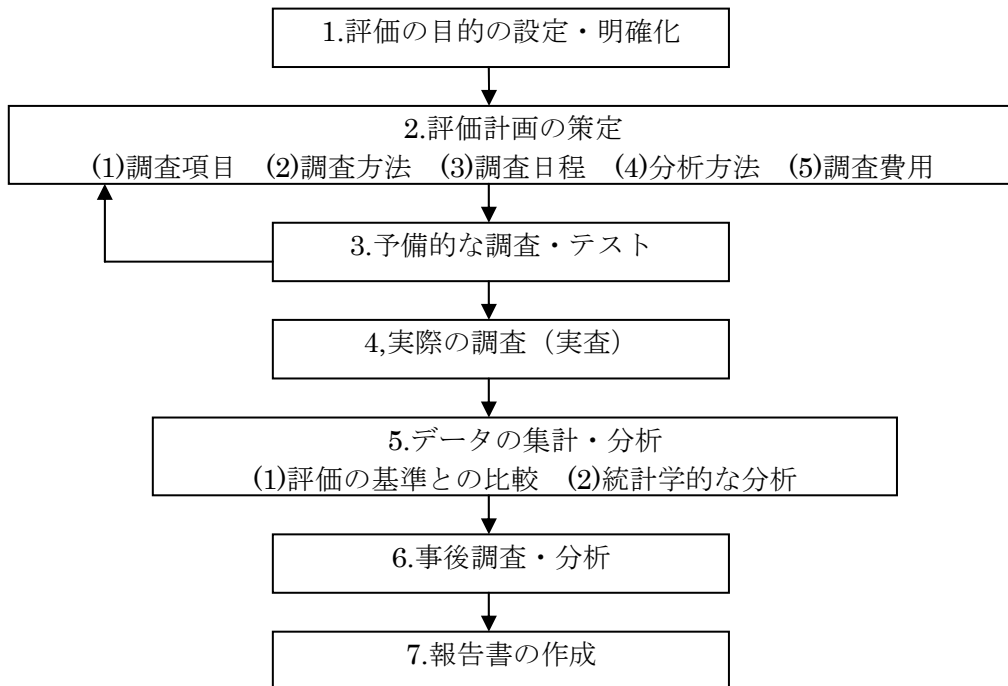 1.評価の目的の設定・明確化
2.評価計画の策定
(1)調査項目　(2)調査方法　(3)調査日程　(4)分析方法　(5)調査費用
3.予備的な調査・テスト
4,実際の調査（実査）
5.データの集計・分析
(1)評価の基準との比較　(2)統計学的な分析
6.事後調査・分析
7.報告書の作成